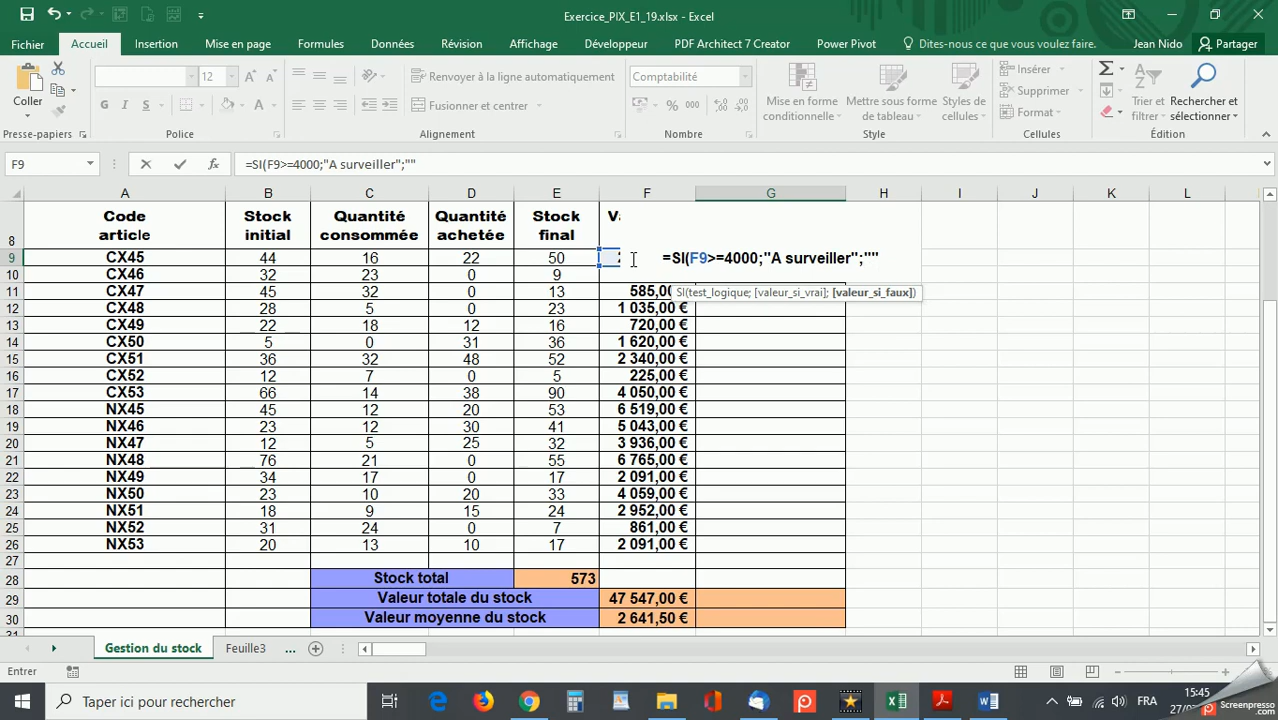 Exercice_PIX_E1_19.xlsx - Excel
Fichier Accueil Insertion Mise en page Formules Données Révision Affichage Développeur PDF Architect 7 Creator Power Pivot Dites-nous ce que vous voulez faire. Jean Nido Partager
Coller
Presse-papiers
12
G I S
Police
Renvoyer à la ligne automatiquement
Fusionner et centrer
Alignement
Comptabilité
% 000
Nombre
Mise en forme conditionnelle
Mettre sous forme de tableau
Styles de cellules
Style
Insérer
Supprimer
Format
Cellules
Trier et filtrer
Rechercher et sélectionner
Édition
F9 =SI(F9>=4000;"A surveiller";""
A B C D E F G H I J K L
8 Code article Stock initial Quantité consommée Quantité achetée Stock final
9 CX45 44 16 22 50 =SI(F9>=4000;"A surveiller";""
10 CX46 32 23 0 9
SI(test_logique; [valeur_si_vrai]; [valeur_si_faux])
11 CX47 45 32 0 13 585,00
12 CX48 28 5 0 23 1 035,00 €
13 CX49 22 18 12 16 720,00 €
14 CX50 5 0 31 36 1 620,00 €
15 CX51 36 32 48 52 2 340,00 €
16 CX52 12 7 0 5 225,00 €
17 CX53 66 14 38 90 4 050,00 €
18 NX45 45 12 20 53 6 519,00 €
19 NX46 23 12 30 41 5 043,00 €
20 NX47 12 5 25 32 3 936,00 €
21 NX48 76 21 0 55 6 765,00 €
22 NX49 34 17 0 17 2 091,00 €
23 NX50 23 10 20 33 4 059,00 €
24 NX51 18 9 15 24 2 952,00 €
25 NX52 31 24 0 7 861,00 €
26 NX53 20 13 10 17 2 091,00 €
27
28 Stock total 573
29 Valeur totale du stock 47 547,00 €
30 Valeur moyenne du stock 2 641,50 €
31
Gestion du stock Feuille3 ...
Entrer
Taper ici pour rechercher
FRA 15:45
27/0
Screenpresso
.com